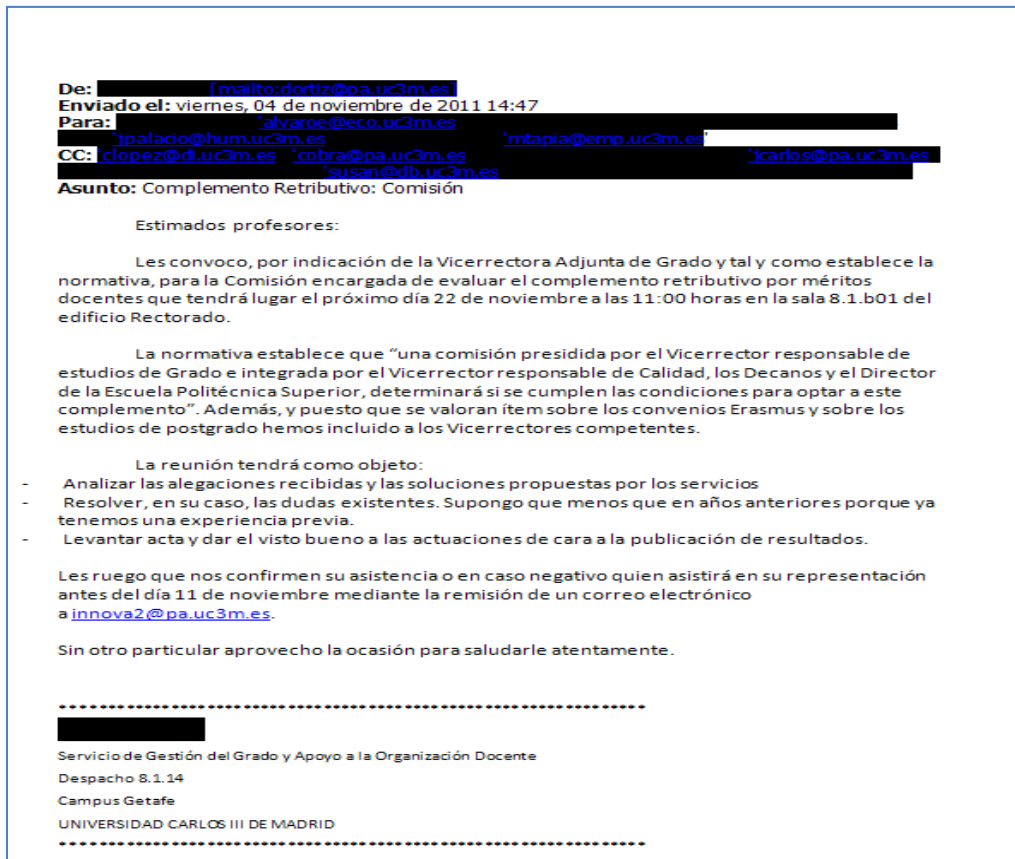 De: [mailto:dortiz@pa.uc3m.es]
Enviado el: viernes, 04 de noviembre de 2011 14:47
Para: 'alvaroe@eco.uc3m.es
'jpalacio@hum.uc3m.es 'mtapia@emp.uc3m.es'
CC: 'clopez@di.uc3m.es 'cobra@pa.uc3m.es 'jcarlos@pa.uc3m.es
'susan@db.uc3m.es
Asunto: Complemento Retributivo: Comisión
Estimados profesores:
Les convoco, por indicación de la Vicerrectora Adjunta de Grado y tal y como establece la
normativa, para la Comisión encargada de evaluar el complemento retributivo por méritos
docentes que tendrá lugar el próximo día 22 de noviembre a las 11:00 horas en la sala 8.1.b01 del
edificio Rectorado.
La normativa establece que “una comisión presidida por el Vicerrector responsable de
estudios de Grado e integrada por el Vicerrector responsable de Calidad, los Decanos y el Director
de la Escuela Politécnica Superior, determinará si se cumplen las condiciones para optar a este
complemento”. Además, y puesto que se valoran ítem sobre los convenios Erasmus y sobre los
estudios de postgrado hemos incluido a los Vicerrectores competentes.
La reunión tendrá como objeto:
- Analizar las alegaciones recibidas y las soluciones propuestas por los servicios
- Resolver, en su caso, las dudas existentes. Supongo que menos que en años anteriores porque ya
tenemos una experiencia previa.
- Levantar acta y dar el visto bueno a las actuaciones de cara a la publicación de resultados.
Les ruego que nos confirmen su asistencia o en caso negativo quien asistirá en su representación
antes del día 11 de noviembre mediante la remisión de un correo electrónico
a innova2@pa.uc3m.es.
Sin otro particular aprovecho la ocasión para saludarle atentamente.
Servicio de Gestión del Grado y Apoyo a la Organización Docente
Despacho 8.1.14
Campus Getafe
UNIVERSIDAD CARLOS III DE MADRID